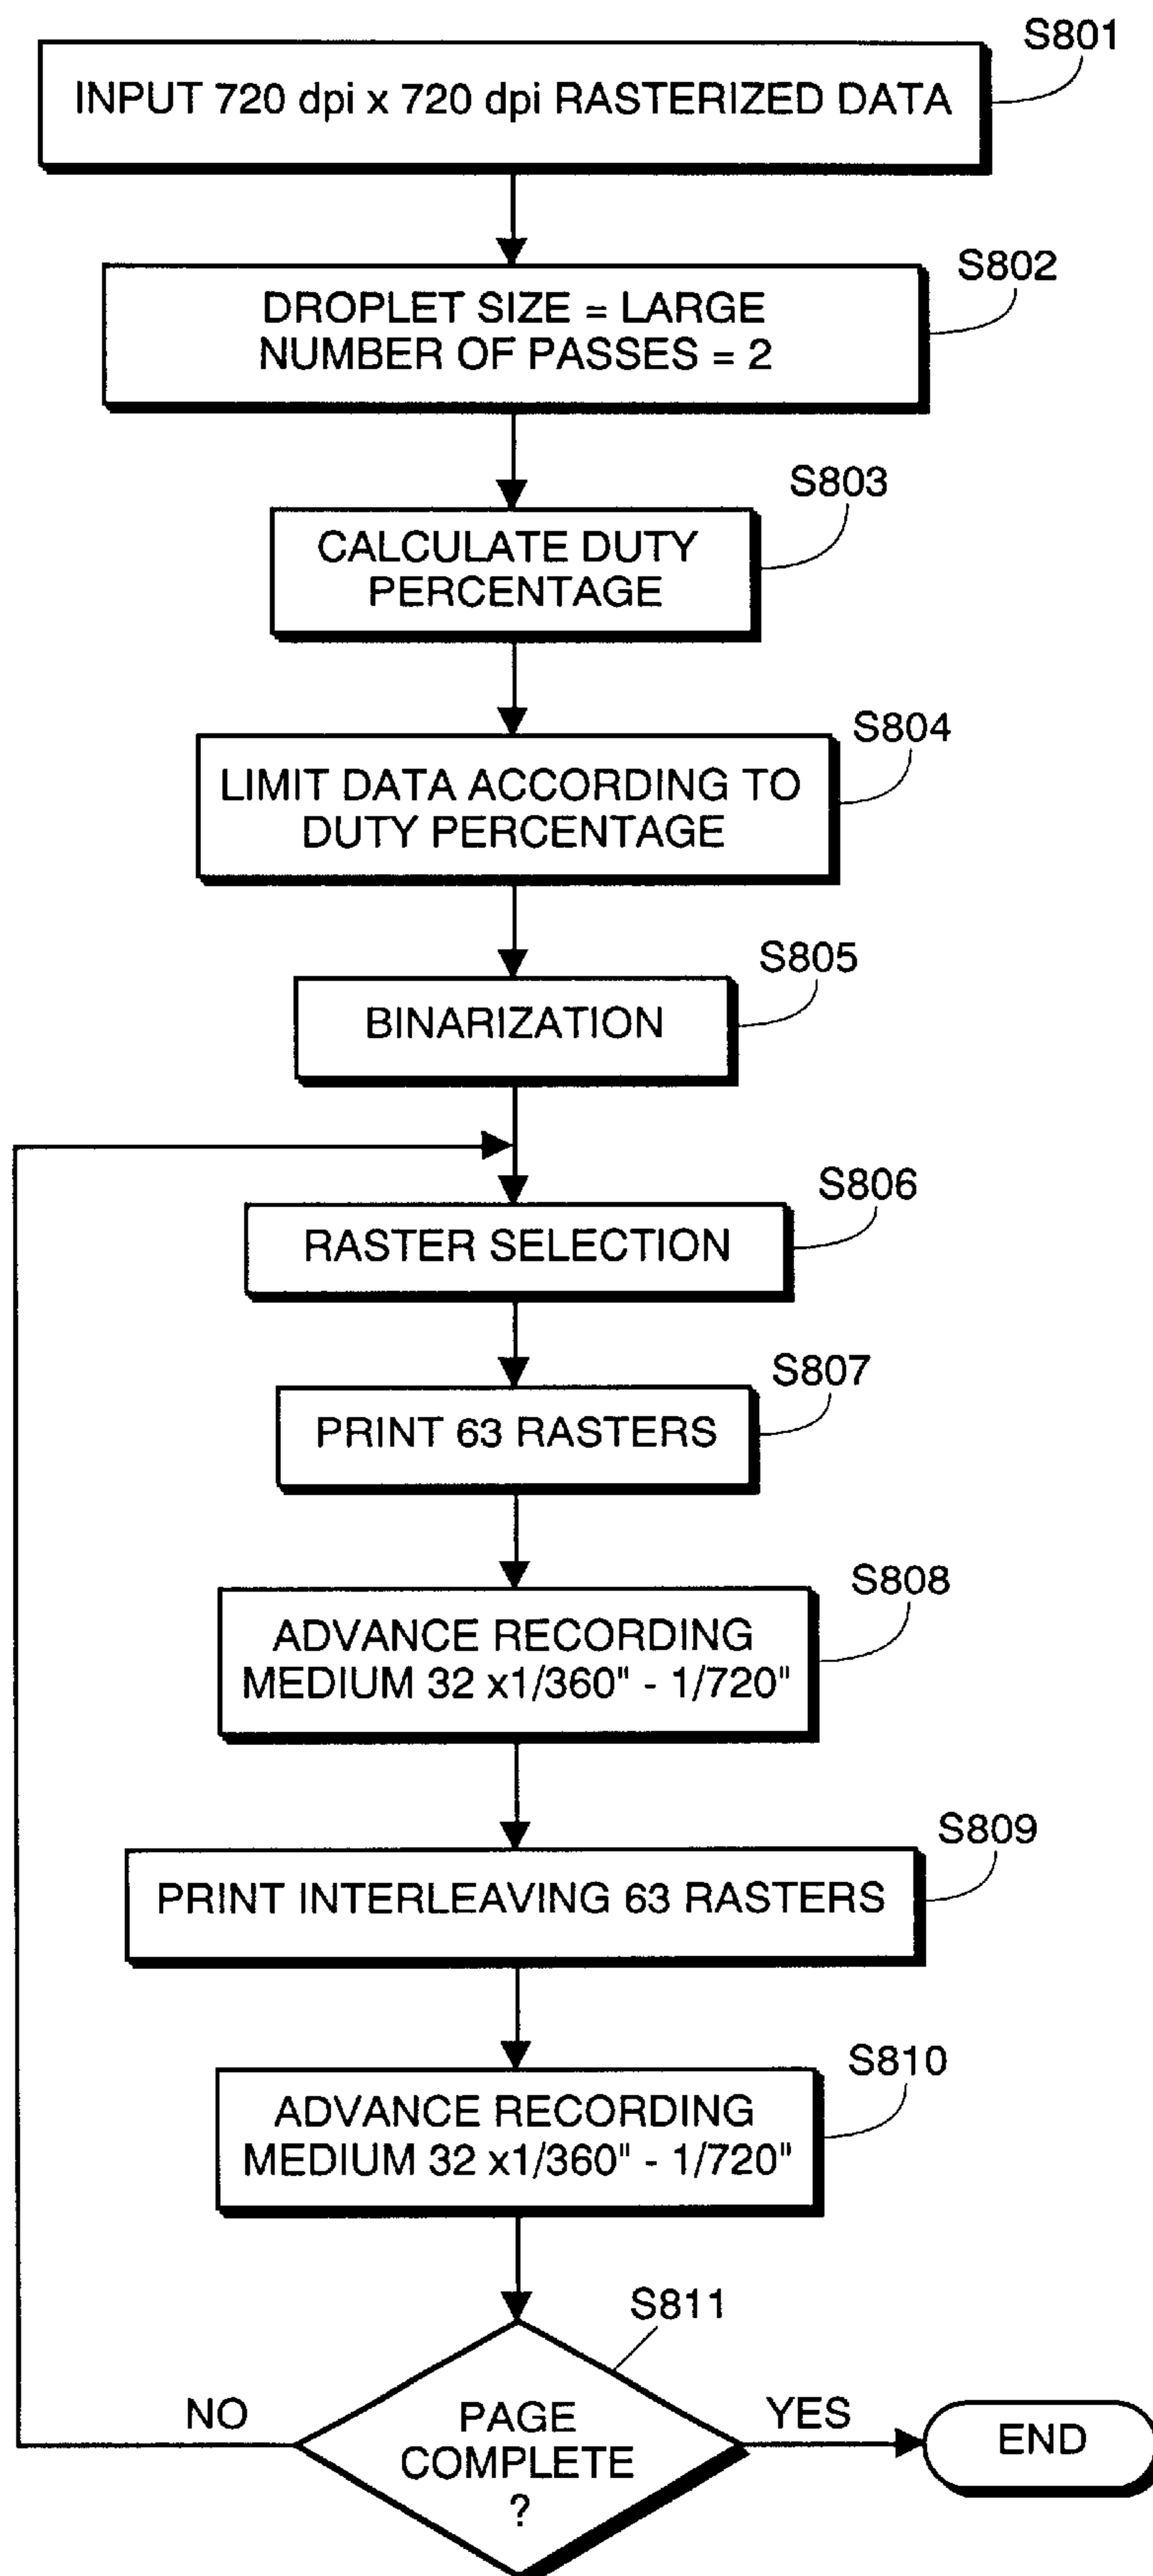 S801
INPUT 720 dpi x 720 dpi RASTERIZED DATA
S802
DROPLET SIZE = LARGE
NUMBER OF PASSES = 2
S803
CALCULATE DUTY
PERCENTAGE
S804
LIMIT DATA ACCORDING TO
DUTY PERCENTAGE
S805
BINARIZATION
S806
RASTER SELECTION
S807
PRINT 63 RASTERS
S808
ADVANCE RECORDING
MEDIUM 32 x1/360" - 1/720"
S809
PRINT INTERLEAVING 63 RASTERS
S810
ADVANCE RECORDING
MEDIUM 32 x1/360" - 1/720"
S811
NO
PAGE
COMPLETE
?
YES
END